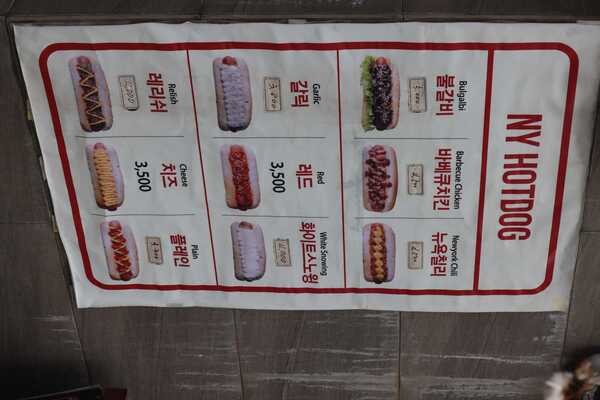 NY HOTDOG
Bulgalbi
불갈비
Barbecue Chicken
바베큐치킨
Newyork Chili
뉴욕칠리
Garlic
갈릭
Red
레드
3,500
White Snowing
화이트스노윙
Relish
레리쉬
Cheese
치즈
3,500
Plain
플레인